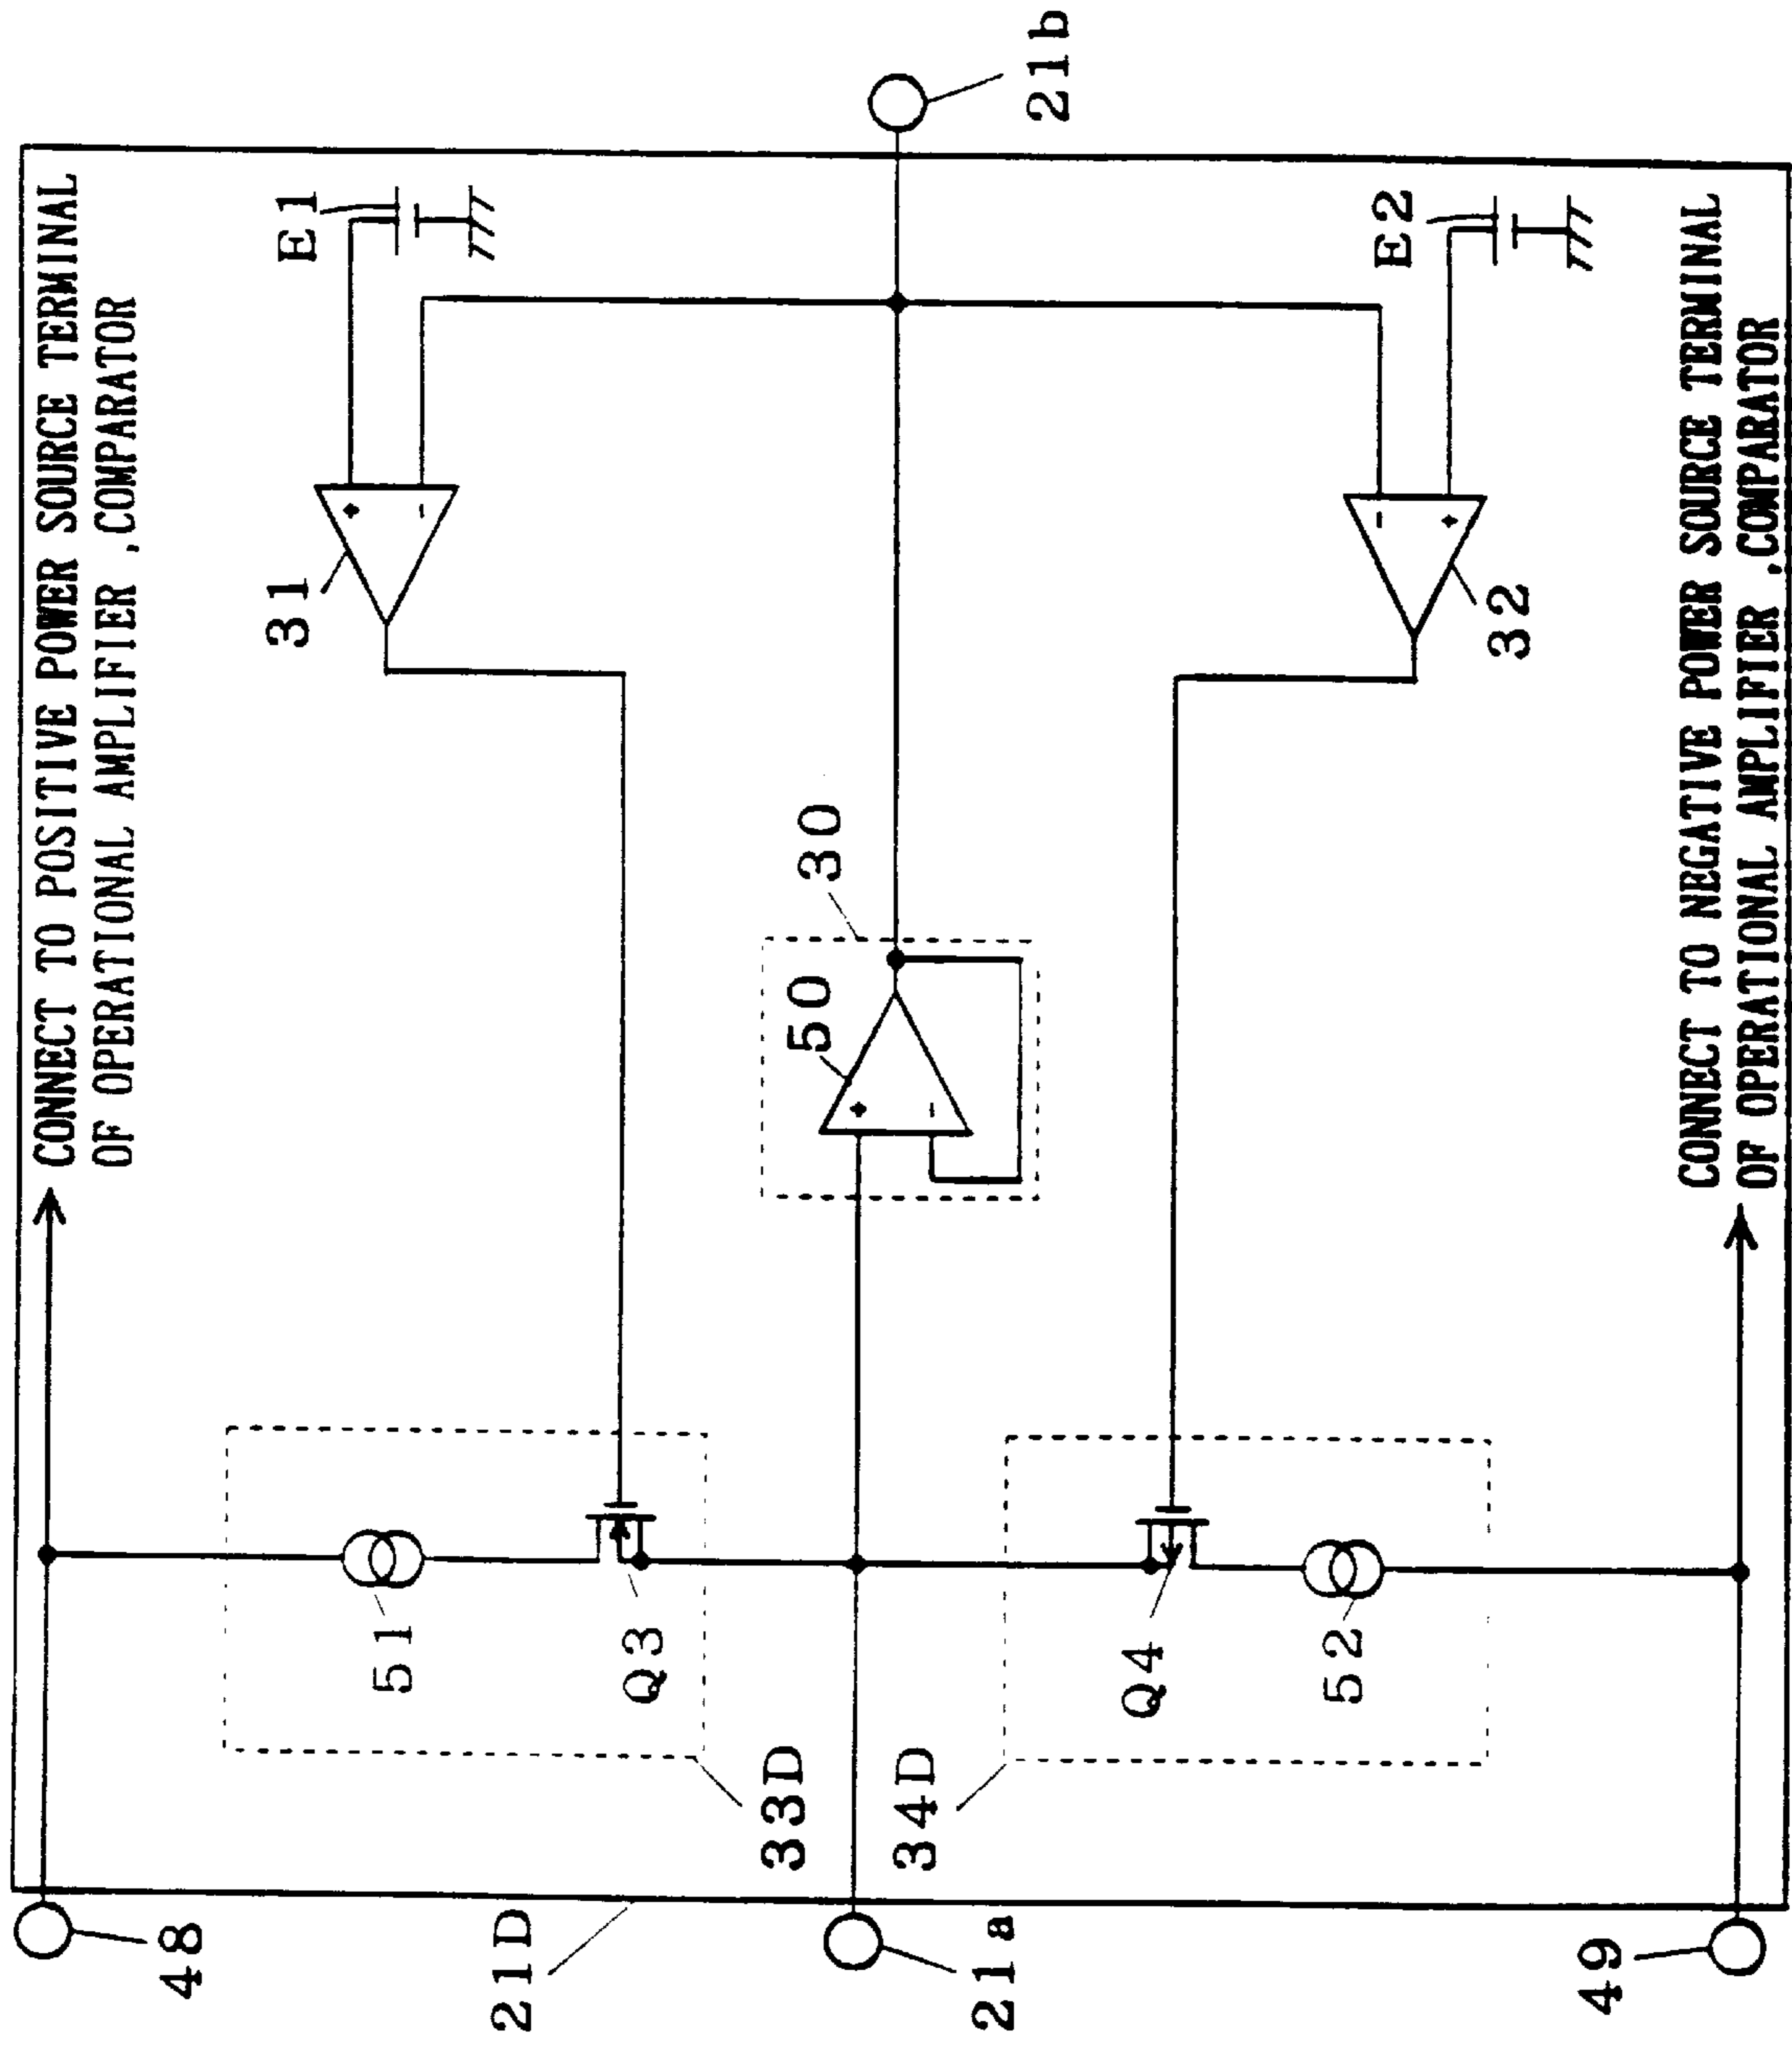 CONNECT TO POSITIVE POWER SOURCE TERMINAL
OF OPERATIONAL AMPLIFIER ,COMPARATOR
48
E1
31
+
-
51
Q3
33D
21D
30
50
+
-
21a
21b
34D
Q4
52
-
+
32
E2
49
CONNECT TO NEGATIVE POWER SOURCE TERMINAL
OF OPERATIONAL AMPLIFIER ,COMPARATOR